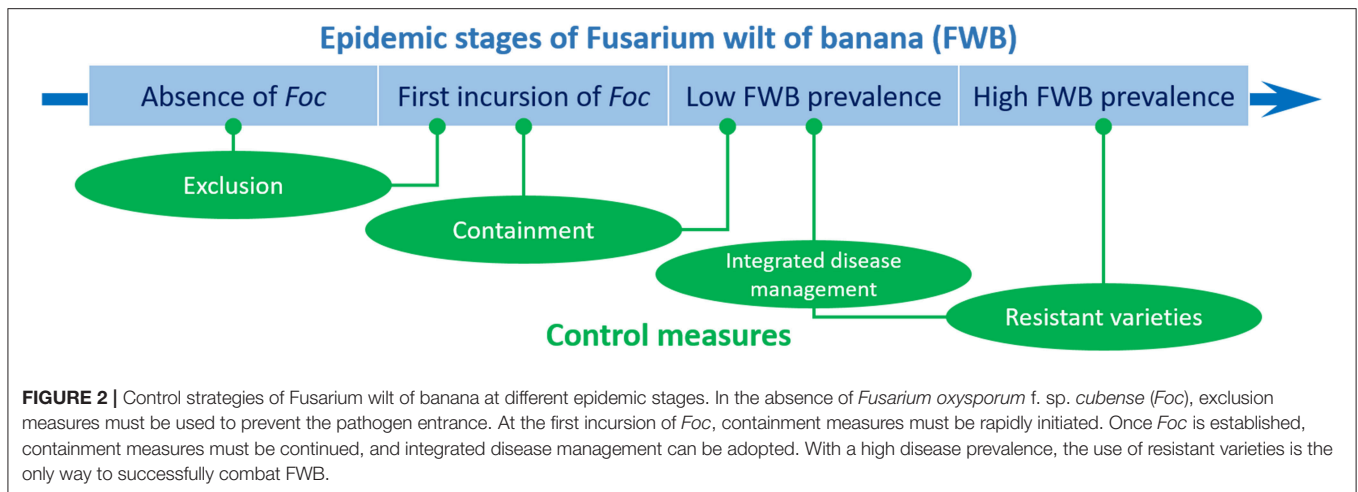 Epidemic stages of Fusarium wilt of banana (FWB)
Absence of Foc
First incursion of Foc
Low FWB prevalence
High FWB prevalence
Exclusion
Containment
Integrated disease
management
Resistant varieties
Control measures
FIGURE 2 | Control strategies of Fusarium wilt of banana at different epidemic stages. In the absence of Fusarium oxysporum f. sp. cubense (Foc), exclusion
measures must be used to prevent the pathogen entrance. At the first incursion of Foc, containment measures must be rapidly initiated. Once Foc is established,
containment measures must be continued, and integrated disease management can be adopted. With a high disease prevalence, the use of resistant varieties is the
only way to successfully combat FWB.